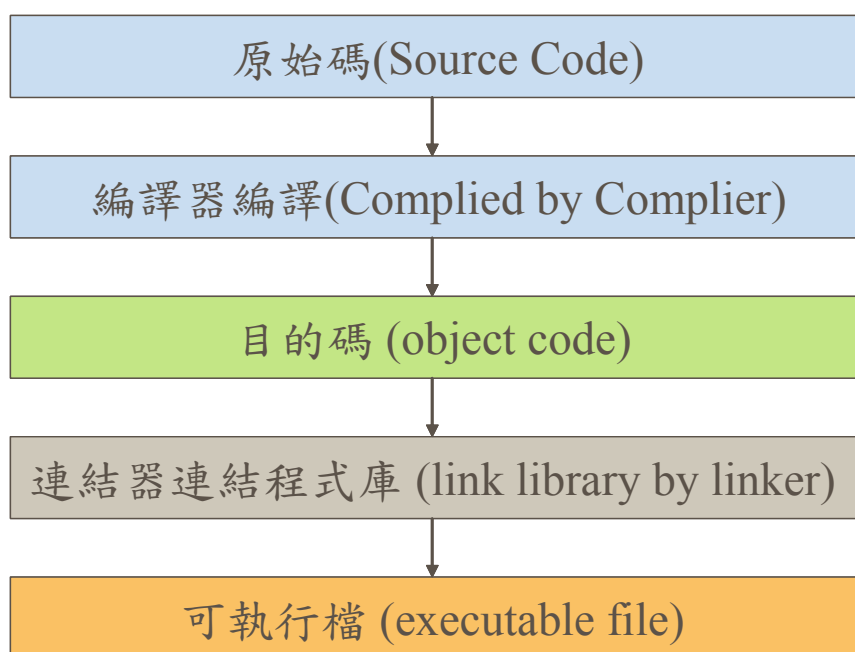 原始碼(Source Code)
編譯器編譯(Complied by Complier)
目的碼 (object code)
連結器連結程式庫 (link library by linker)
可執行檔 (executable file)